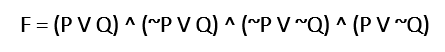 F = (P V Q) ^ (~P V Q) ^ (~P V ~Q) ^ (P V ~Q)